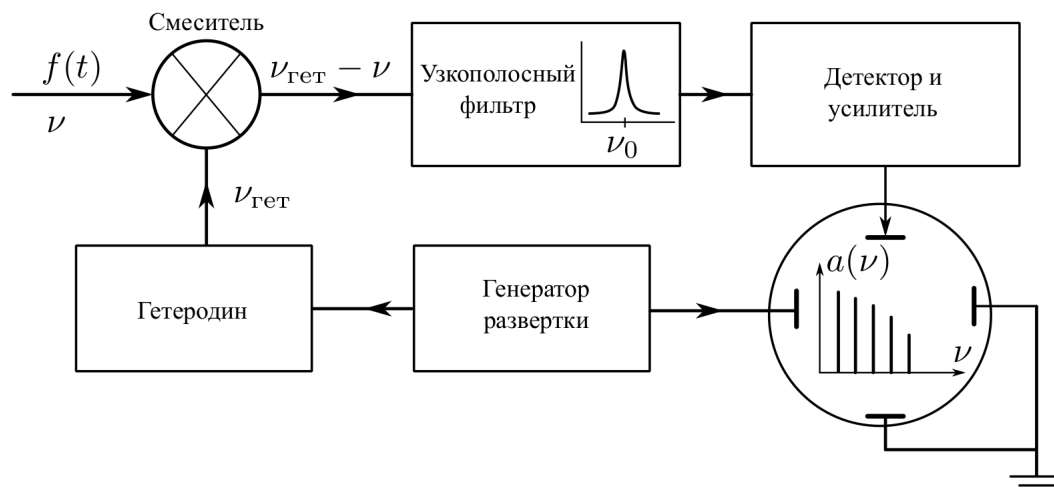 Смеситель
f(t)
ν
ν_гет − ν
Узкополосный
фильтр
ν_0
Детектор и
усилитель
ν_гет
Гетеродин
Генератор
развертки
a(ν)
ν